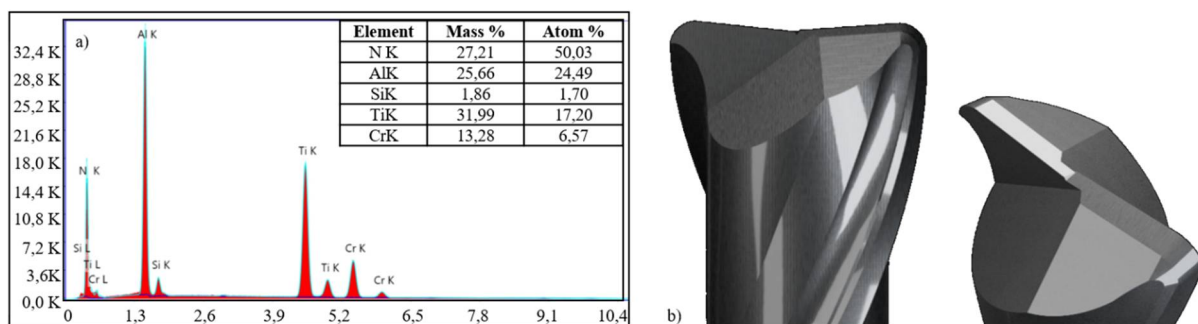 a)
Element Mass % Atom %
N K 27,21 50,03
AlK 25,66 24,49
SiK 1,86 1,70
TiK 31,99 17,20
CrK 13,28 6,57
32,4 K
28,8 K
25,2 K
21,6 K
18,0 K
14,4 K
10,8 K
7,2 K
3,6K
0,0 K
Al K
N K
Si L
Ti L
Cr L
Si K
Ti K
Ti K
Cr K
Cr K
0 1,3 2,6 3,9 5,2 6,5 7,8 9,1 10,4
b)